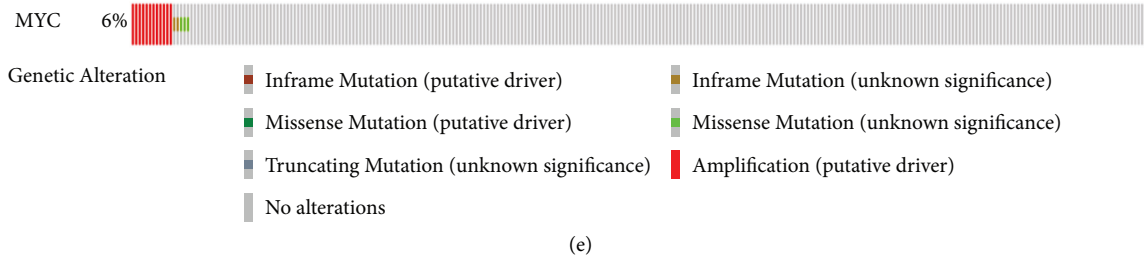 MYC 6%
Genetic Alteration Inframe Mutation (putative driver) Inframe Mutation (unknown significance)
Missense Mutation (putative driver) Missense Mutation (unknown significance)
Truncating Mutation (unknown significance) Amplification (putative driver)
No alterations
(e)